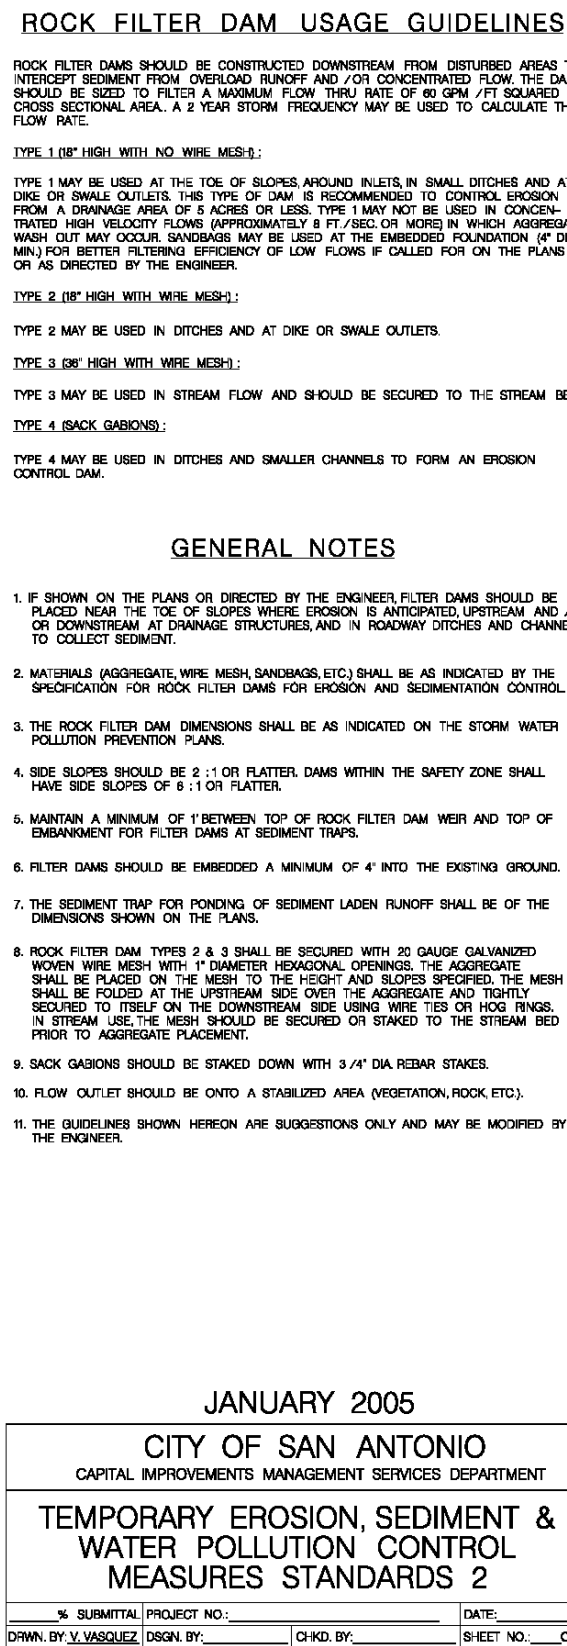 ROCK FILTER DAM USAGE GUIDELINES
ROCK FILTER DAMS SHOULD BE CONSTRUCTED DOWNSTREAM FROM DISTURBED AREAS
INTERCEPT SEDIMENT FROM OVERLOAD RUNOFF AND /OR CONCENTRATED FLOW. THE
SHOULD BE SIZED TO FILTER A MAXIMUM FLOW THRU RATE OF 60 GPM /FT SQUARED
CROSS SECTIONAL AREA.. A 2 YEAR STORM FREQUENCY MAY BE USED TO CALCULATE
FLOW RATE.
TYPE 1 (18" HIGH WITH NO WIRE MESH) :
TYPE 1 MAY BE USED AT THE TOE OF SLOPES, AROUND INLETS, IN SMALL DITCHES AND
DIKE OR SWALE OUTLETS. THIS TYPE OF DAM IS RECOMMENDED TO CONTROL EROSION
FROM A DRAINAGE AREA OF 5 ACRES OR LESS. TYPE 1 MAY NOT BE USED IN CONCEN-
TRATED HIGH VELOCITY FLOWS (APPROXIMATELY 8 FT./SEC. OR MORE) IN WHICH
WASH OUT MAY OCCUR. SANDBAGS MAY BE USED AT THE EMBEDDED FOUNDATION (4"
MIN.) FOR BETTER FILTERING EFFICIENCY OF LOW FLOWS IF CALLED FOR ON THE PLANS
OR AS DIRECTED BY THE ENGINEER.
TYPE 2 (18" HIGH WITH WIRE MESH) :
TYPE 2 MAY BE USED IN DITCHES AND AT DIKE OR SWALE OUTLETS.
TYPE 3 (36" HIGH WITH WIRE MESH) :
TYPE 3 MAY BE USED IN STREAM FLOW AND SHOULD BE SECURED TO THE STREAM
TYPE 4 (SACK GABIONS) :
TYPE 4 MAY BE USED IN DITCHES AND SMALLER CHANNELS TO FORM AN EROSION
CONTROL DAM.
GENERAL NOTES
1. IF SHOWN ON THE PLANS OR DIRECTED BY THE ENGINEER, FILTER DAMS SHOULD BE
PLACED NEAR THE TOE OF SLOPES WHERE EROSION IS ANTICIPATED, UPSTREAM AND /
OR DOWNSTREAM AT DRAINAGE STRUCTURES, AND IN ROADWAY DITCHES AND
TO COLLECT SEDIMENT.
2. MATERIALS (AGGREGATE, WIRE MESH, SANDBAGS, ETC.) SHALL BE AS INDICATED BY THE
SPECIFICATION FOR ROCK FILTER DAMS FOR EROSION AND SEDIMENTATION CONTROL
3. THE ROCK FILTER DAM DIMENSIONS SHALL BE AS INDICATED ON THE STORM WATER
POLLUTION PREVENTION PLANS.
4. SIDE SLOPES SHOULD BE 2 : 1 OR FLATTER. DAMS WITHIN THE SAFETY ZONE SHALL
HAVE SIDE SLOPES OF 6 : 1 OR FLATTER.
5. MAINTAIN A MINIMUM OF 1' BETWEEN TOP OF ROCK FILTER DAM WEIR AND TOP OF
EMBANKMENT FOR FILTER DAMS AT SEDIMENT TRAPS.
6. FILTER DAMS SHOULD BE EMBEDDED A MINIMUM OF 4" INTO THE EXISTING GROUND.
7. THE SEDIMENT TRAP FOR PONDING OF SEDIMENT LADEN RUNOFF SHALL BE OF THE
DIMENSIONS SHOWN ON THE PLANS.
8. ROCK FILTER DAM TYPES 2 & 3 SHALL BE SECURED WITH 20 GAUGE GALVANIZED
WOVEN WIRE MESH WITH 1" DIAMETER HEXAGONAL OPENINGS. THE AGGREGATE
SHALL BE PLACED ON THE MESH TO THE HEIGHT AND SLOPES SPECIFIED. THE MESH
SHALL BE FOLDED AT THE UPSTREAM SIDE OVER THE AGGREGATE AND TIGHTLY
SECURED TO ITSELF ON THE DOWNSTREAM SIDE USING WIRE TIES OR HOG RINGS.
IN STREAM USE, THE MESH SHOULD BE SECURED OR STAKED TO THE STREAM BED
PRIOR TO AGGREGATE PLACEMENT.
9. SACK GABIONS SHOULD BE STAKED DOWN WITH 3 /4" DIA. REBAR STAKES.
10. FLOW OUTLET SHOULD BE ONTO A STABILIZED AREA (VEGETATION, ROCK, ETC.).
11. THE GUIDELINES SHOWN HEREON ARE SUGGESTIONS ONLY AND MAY BE MODIFIED BY
THE ENGINEER.
JANUARY 2005
CITY OF SAN ANTONIO
CAPITAL IMPROVEMENTS MANAGEMENT SERVICES DEPARTMENT
TEMPORARY EROSION, SEDIMENT &
WATER POLLUTION CONTROL
MEASURES STANDARDS 2
% SUBMITTAL PROJECT NO.: DATE:
DRWN. BY: V. VASQUEZ DSGN. BY: CHKD. BY: SHEET NO.: